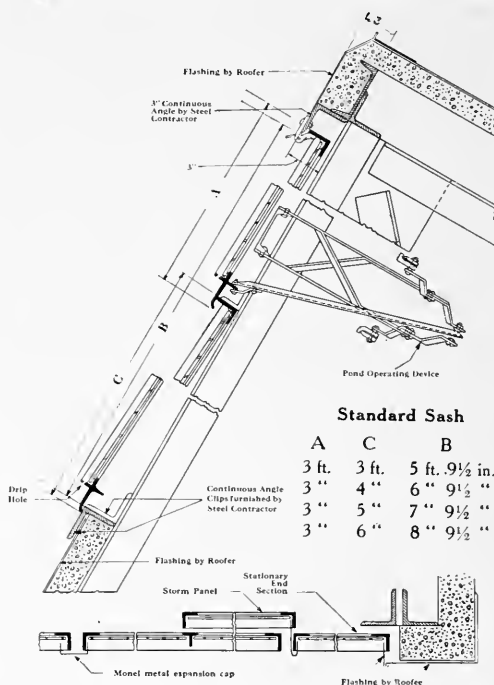 Flashing by Roofer
3" Continuous
Angle by Steel
Contractor
3"
A
B
C
Pond Operating Device
Standard Sash
A C B
3 ft. 3 ft. 5 ft. 9½ in.
3 “ 4 “ 6 “ 9½ “
3 “ 5 “ 7 “ 9½ “
3 “ 6 “ 8 “ 9½ “
Drip
Hole
Continuous Angle
Clips furnished by
Steel Contractor
Flashing by Roofer
Storm Panel
Stationary
End
Section
Monel metal expansion cap
Flashing by Roofer